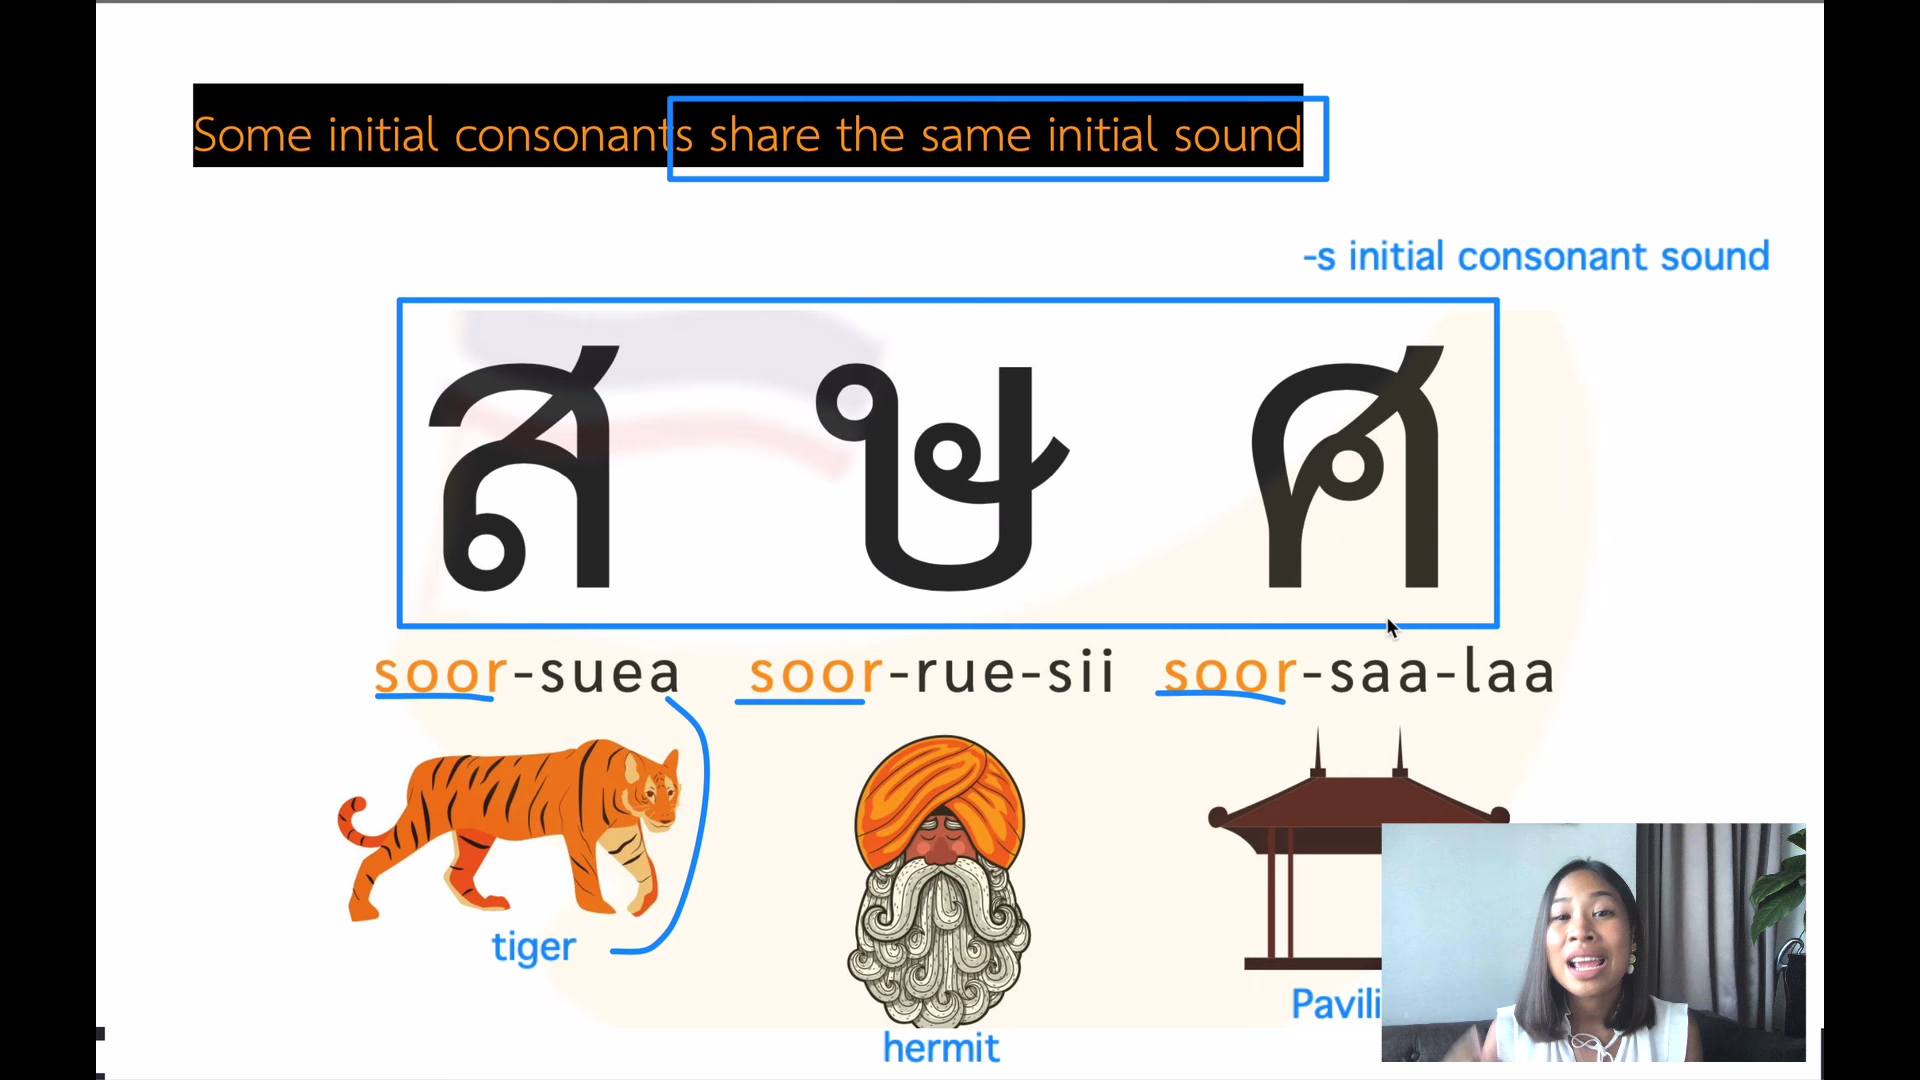 Some initial consonants share the same initial sound
-s initial consonant sound
ส ษ ศ
soor-suea soor-rue-sii soor-saa-laa
tiger
Pavili
hermit